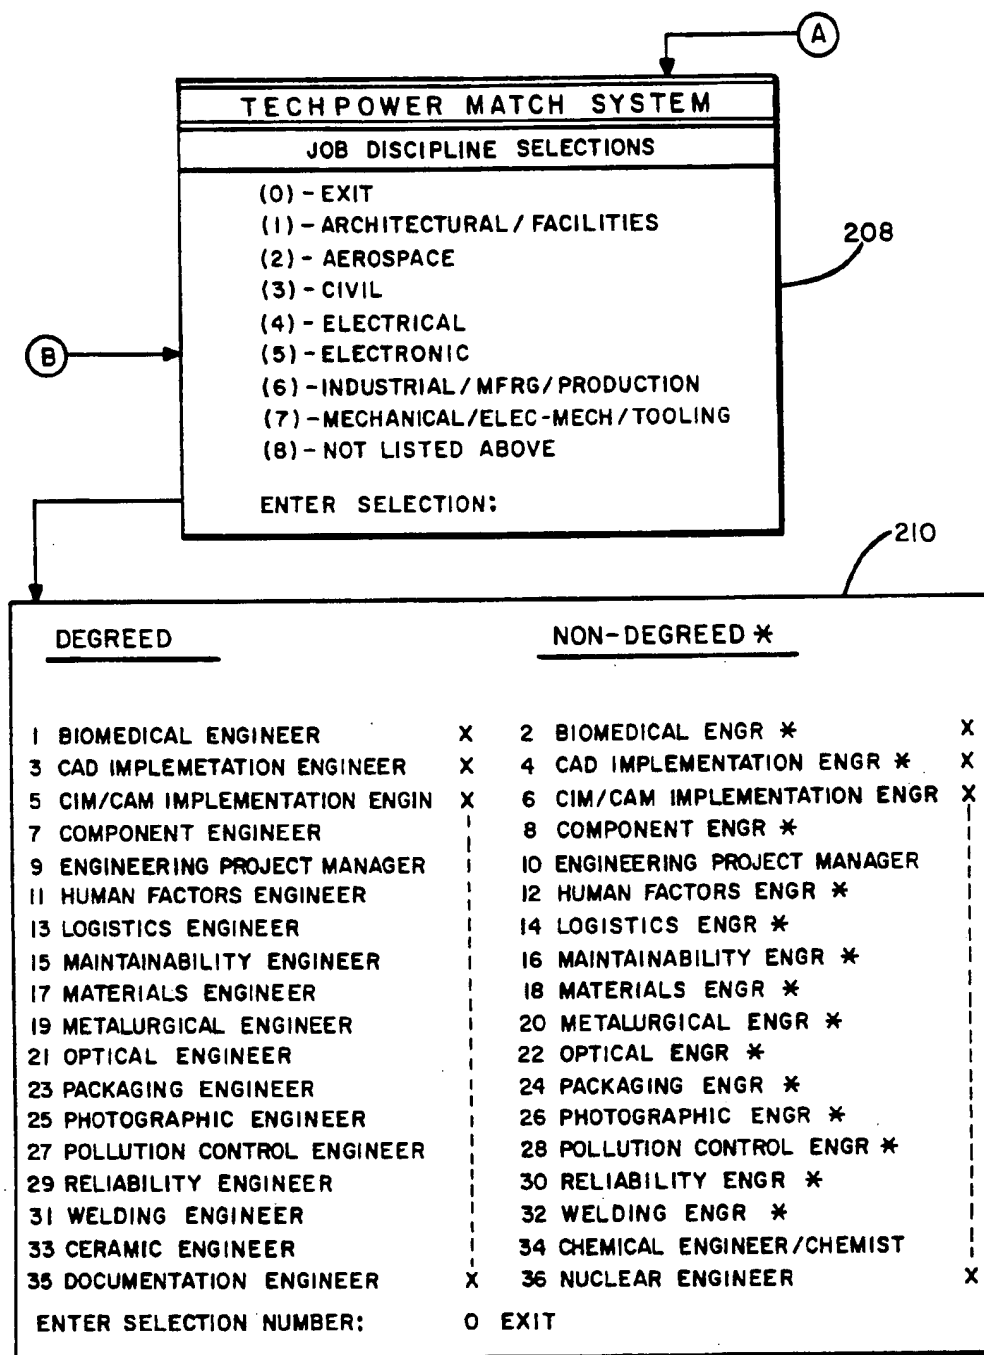 A
TECHPOWER MATCH SYSTEM
JOB DISCIPLINE SELECTIONS
(0) - EXIT
(1) - ARCHITECTURAL / FACILITIES
(2) - AEROSPACE
(3) - CIVIL
(4) - ELECTRICAL
(5) - ELECTRONIC
(6) - INDUSTRIAL / MFRG / PRODUCTION
(7) - MECHANICAL/ELEC-MECH / TOOLING
(8) - NOT LISTED ABOVE
ENTER SELECTION:
208
B
210
DEGREED NON-DEGREED *
1 BIOMEDICAL ENGINEER X 2 BIOMEDICAL ENGR * X
3 CAD IMPLEMETATION ENGINEER X 4 CAD IMPLEMENTATION ENGR * X
5 CIM/CAM IMPLEMENTATION ENGIN X 6 CIM/CAM IMPLEMENTATION ENGR X
7 COMPONENT ENGINEER 8 COMPONENT ENGR *
9 ENGINEERING PROJECT MANAGER 10 ENGINEERING PROJECT MANAGER
11 HUMAN FACTORS ENGINEER 12 HUMAN FACTORS ENGR *
13 LOGISTICS ENGINEER 14 LOGISTICS ENGR *
15 MAINTAINABILITY ENGINEER 16 MAINTAINABILITY ENGR *
17 MATERIALS ENGINEER 18 MATERIALS ENGR *
19 METALURGICAL ENGINEER 20 METALURGICAL ENGR *
21 OPTICAL ENGINEER 22 OPTICAL ENGR *
23 PACKAGING ENGINEER 24 PACKAGING ENGR *
25 PHOTOGRAPHIC ENGINEER 26 PHOTOGRAPHIC ENGR *
27 POLLUTION CONTROL ENGINEER 28 POLLUTION CONTROL ENGR *
29 RELIABILITY ENGINEER 30 RELIABILITY ENGR *
31 WELDING ENGINEER 32 WELDING ENGR *
33 CERAMIC ENGINEER 34 CHEMICAL ENGINEER/CHEMIST
35 DOCUMENTATION ENGINEER X 36 NUCLEAR ENGINEER X
ENTER SELECTION NUMBER: 0 EXIT